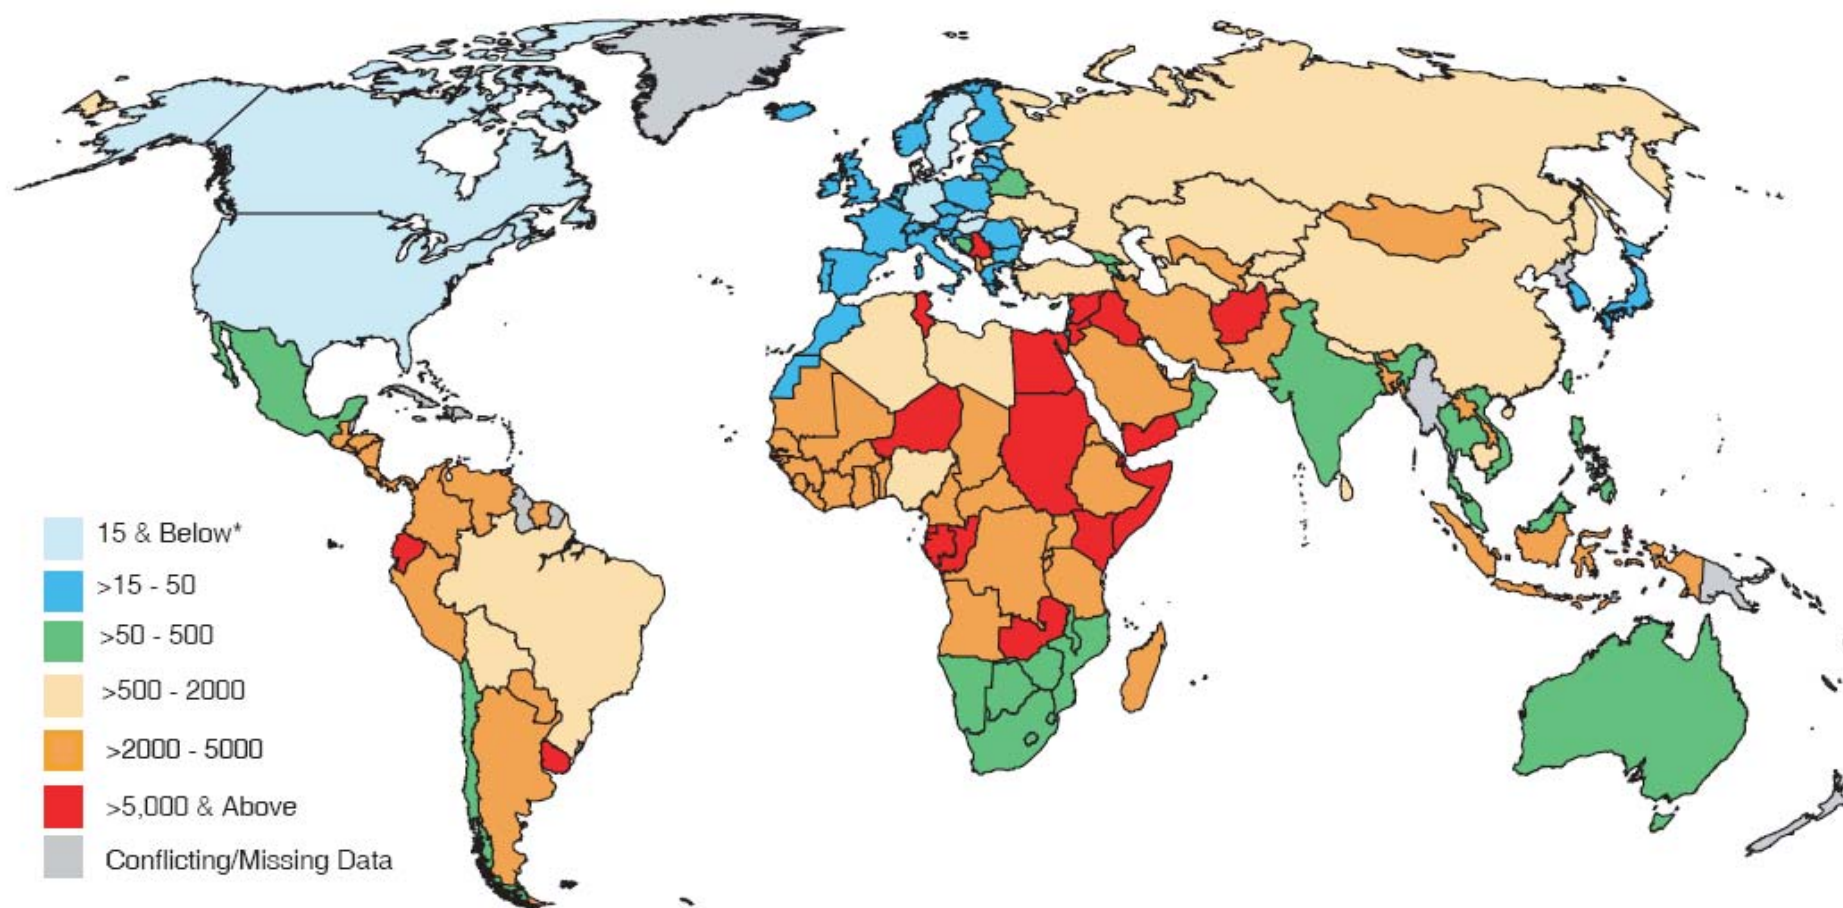 15 & Below*
>15 - 50
>50 - 500
>500 - 2000
>2000 - 5000
>5,000 & Above
Conflicting/Missing Data